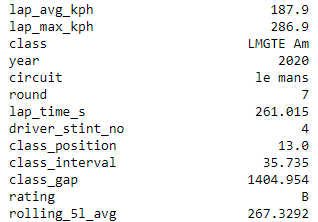 lap_avg_kph 187.9
lap_max_kph 286.9
class LMGTE Am
year 2020
circuit le mans
round 7
lap_time_s 261.015
driver_stint_no 4
class_position 13.0
class_interval 35.735
class_gap 1404.954
rating B
rolling_5l_avg 267.3292